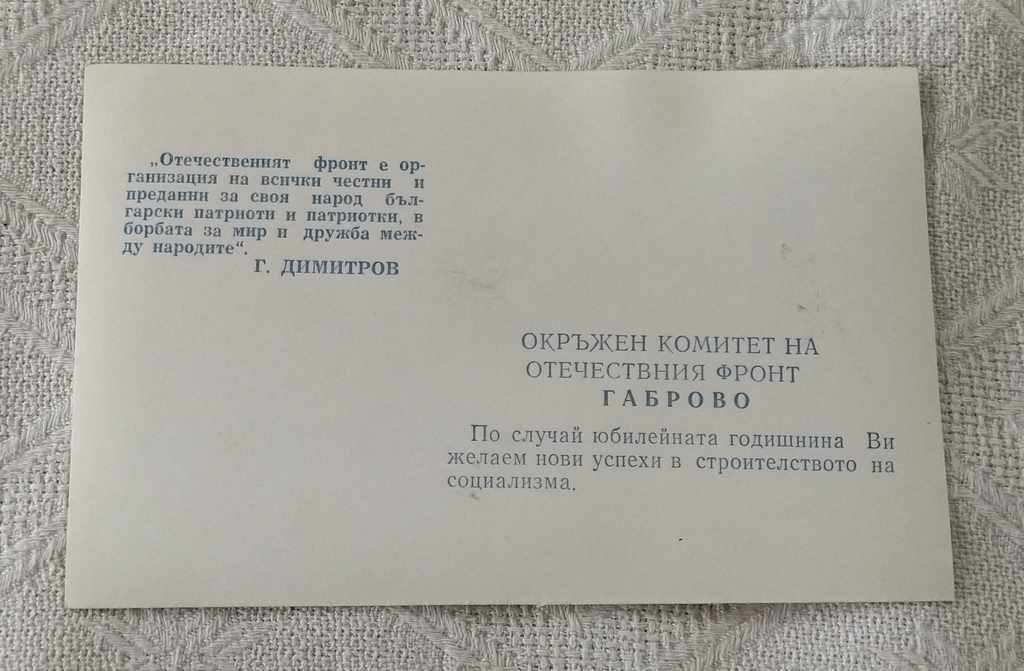 „Отечественият фронт е ор-
ганизация на всички честни и
преданни за своя народ бъл-
гарски патриоти и патриотки, в
борбата за мир и дружба меж-
ду народите“.
Г. ДИМИТРОВ
ОКРЪЖЕН КОМИТЕТ НА
ОТЕЧЕСТВНИЯ ФРОНТ
ГАБРОВО
По случай юбилейната годишнина Ви
желаем нови успехи в строителството на
социализма.